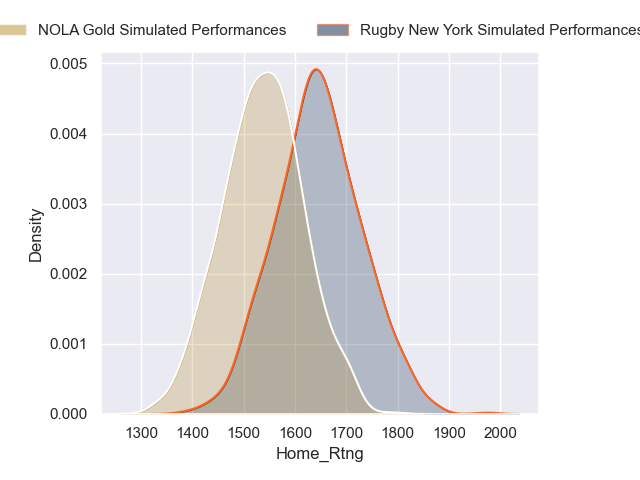 NOLA Gold Simulated Performances Rugby New York Simulated Performances
0.005
0.004
0.003
0.002
0.001
0.000
Density
1300 1400 1500 1600 1700 1800 1900 2000
Home_Rtng